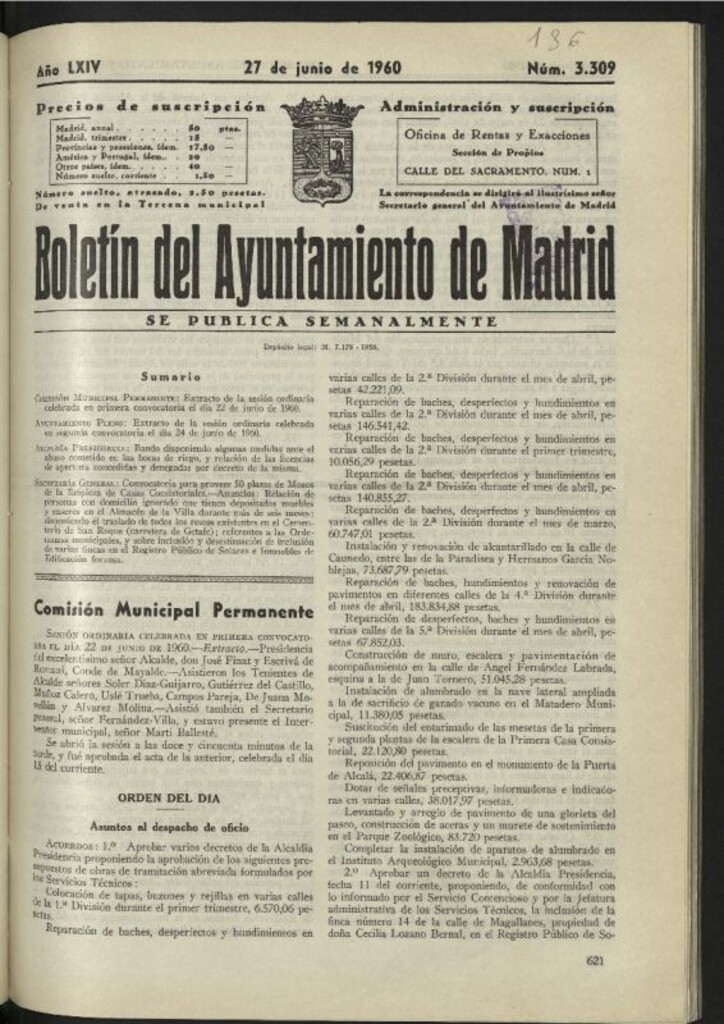 136
Año LXIV
27 de junio de 1960
Núm. 3.309
Precios de suscripción
Madrid, anual . . . . . . 60 ptas.
Madrid, trimestre . . . . . 15 —
Provincias y posesiones, ídem. 17,50 —
América y Portugal, ídem. . 20 —
Otros países, ídem. . . . . 40 —
Número suelto, corriente . . 1,50 —
Número suelto, atrasado, 2,50 pesetas.
De venta en la Tercena municipal
Administración y suscripción
Oficina de Rentas y Exacciones
Sección de Propios
CALLE DEL SACRAMENTO, NUM. 1
La correspondencia se dirigirá al ilustrísimo señor
Secretario general del Ayuntamiento de Madrid
Boletín del Ayuntamiento de Madrid
SE PUBLICA SEMANALMENTE
Depósito legal: M. 7.178 - 1958.
Sumario
COMISIÓN MUNICIPAL PERMANENTE: Extracto de la sesión ordinaria
celebrada en primera convocatoria el día 22 de junio de 1960.
AYUNTAMIENTO PLENO: Extracto de la sesión ordinaria celebrada
en segunda convocatoria el día 24 de junio de 1960.
ALCALDÍA PRESIDENCIA: Bando disponiendo algunas medidas ante el
abuso cometido en las bocas de riego, y relación de las licencias
de apertura concedidas y denegadas por decreto de la misma.
SECRETARÍA GENERAL: Convocatoria para proveer 50 plazas de Mozos
de la limpieza de Casas Consistoriales.—Anuncios: Relación de
personas con domicilio ignorado que tienen depositados muebles
y enseres en el Almacén de la Villa durante más de seis meses;
disponiendo el traslado de todos los restos existentes en el Cemen-
terio de San Roque (carretera de Getafe); referentes a las Orde-
nanzas municipales, y sobre inclusión y desestimación de inclusión
de varias fincas en el Registro Público de Solares e Inmuebles de
Edificación forzosa.
Comisión Municipal Permanente
SESIÓN ORDINARIA CELEBRADA EN PRIMERA CONVOCATO-
RIA EL DÍA 22 DE JUNIO DE 1960.—Extracto.—Presidencia
del excelentísimo señor Alcalde, don José Finat y Escrivá de
Romaní, Conde de Mayalde.—Asistieron los Tenientes de
Alcalde señores Soler Díaz-Guijarro, Gutiérrez del Castillo,
Muñoz Calero, Uslé Trueba, Campos Pareja, De Juana Mo-
rellón y Alvarez Molina.—Asistió también el Secretario
general, señor Fernández-Villa, y estuvo presente el Inter-
ventor municipal, señor Martí Ballesté.
Se abrió la sesión a las doce y cincuenta minutos de la
tarde, y fué aprobada el acta de la anterior, celebrada el día
15 del corriente.
ORDEN DEL DIA
Asuntos al despacho de oficio
ACUERDOS: 1.º Aprobar varios decretos de la Alcaldía
Presidencia proponiendo la aprobación de los siguientes pre-
supuestos de obras de tramitación abreviada formulados por
los Servicios Técnicos:
Colocación de tapas, buzones y rejillas en varias calles
de la 1.ª División durante el primer trimestre, 6.570,06 pe-
setas.
Reparación de baches, desperfectos y hundimientos en
varias calles de la 2.ª División durante el mes de abril, pe-
setas 42.221,09.
Reparación de baches, desperfectos y hundimientos en
varias calles de la 2.ª División durante el mes de abril, pe-
setas 146.541,42.
Reparación de baches, desperfectos y hundimientos en
varias calles de la 2.ª División durante el primer trimestre,
10.056,29 pesetas.
Reparación de baches, desperfectos y hundimientos en
varias calles de la 2.ª División durante el mes de abril, pe-
setas 140.855,27.
Reparación de baches, desperfectos y hundimientos en
varias calles de la 2.ª División durante el mes de marzo,
60.747,01 pesetas.
Instalación y renovación de alcantarillado en la calle de
Caunedo, entre las de la Paradisea y Hermanos García No-
blejas, 73.687,79 pesetas.
Reparación de baches, hundimientos y renovación de
pavimentos en diferentes calles de la 4.ª División durante
el mes de abril, 183.834,88 pesetas.
Reparación de desperfectos, baches y hundimientos en
varias calles de la 5.ª División durante el mes de abril, pe-
setas 67.852,03.
Construcción de muro, escalera y pavimentación de
acompañamiento en la calle de Angel Fernández Labrada,
esquina a la de Juan Tornero, 51.045,28 pesetas.
Instalación de alumbrado en la nave lateral ampliada
a la de sacrificio de ganado vacuno en el Matadero Muni-
cipal, 11.380,05 pesetas.
Sustitución del entarimado de las mesetas de la primera
y segunda plantas de la escalera de la Primera Casa Consis-
torial, 22.120,80 pesetas.
Reposición del pavimento en el monumento de la Puerta
de Alcalá, 22.406,87 pesetas.
Dotar de señales preceptivas, informadoras e indicado-
ras en varias calles, 38.017,97 pesetas.
Levantado y arreglo de pavimento de una glorieta del
paseo, construcción de aceras y un murete de sostenimiento
en el Parque Zoológico, 83.720 pesetas.
Completar la instalación de aparatos de alumbrado en
el Instituto Arqueológico Municipal, 2.963,68 pesetas.
2.º Aprobar un decreto de la Alcaldía Presidencia,
fecha 11 del corriente, proponiendo, de conformidad con
lo informado por el Servicio Contencioso y por la Jefatura
administrativa de los Servicios Técnicos, la inclusión de la
finca número 14 de la calle de Magallanes, propiedad de
doña Cecilia Lozano Bernal, en el Registro Público de So-
621